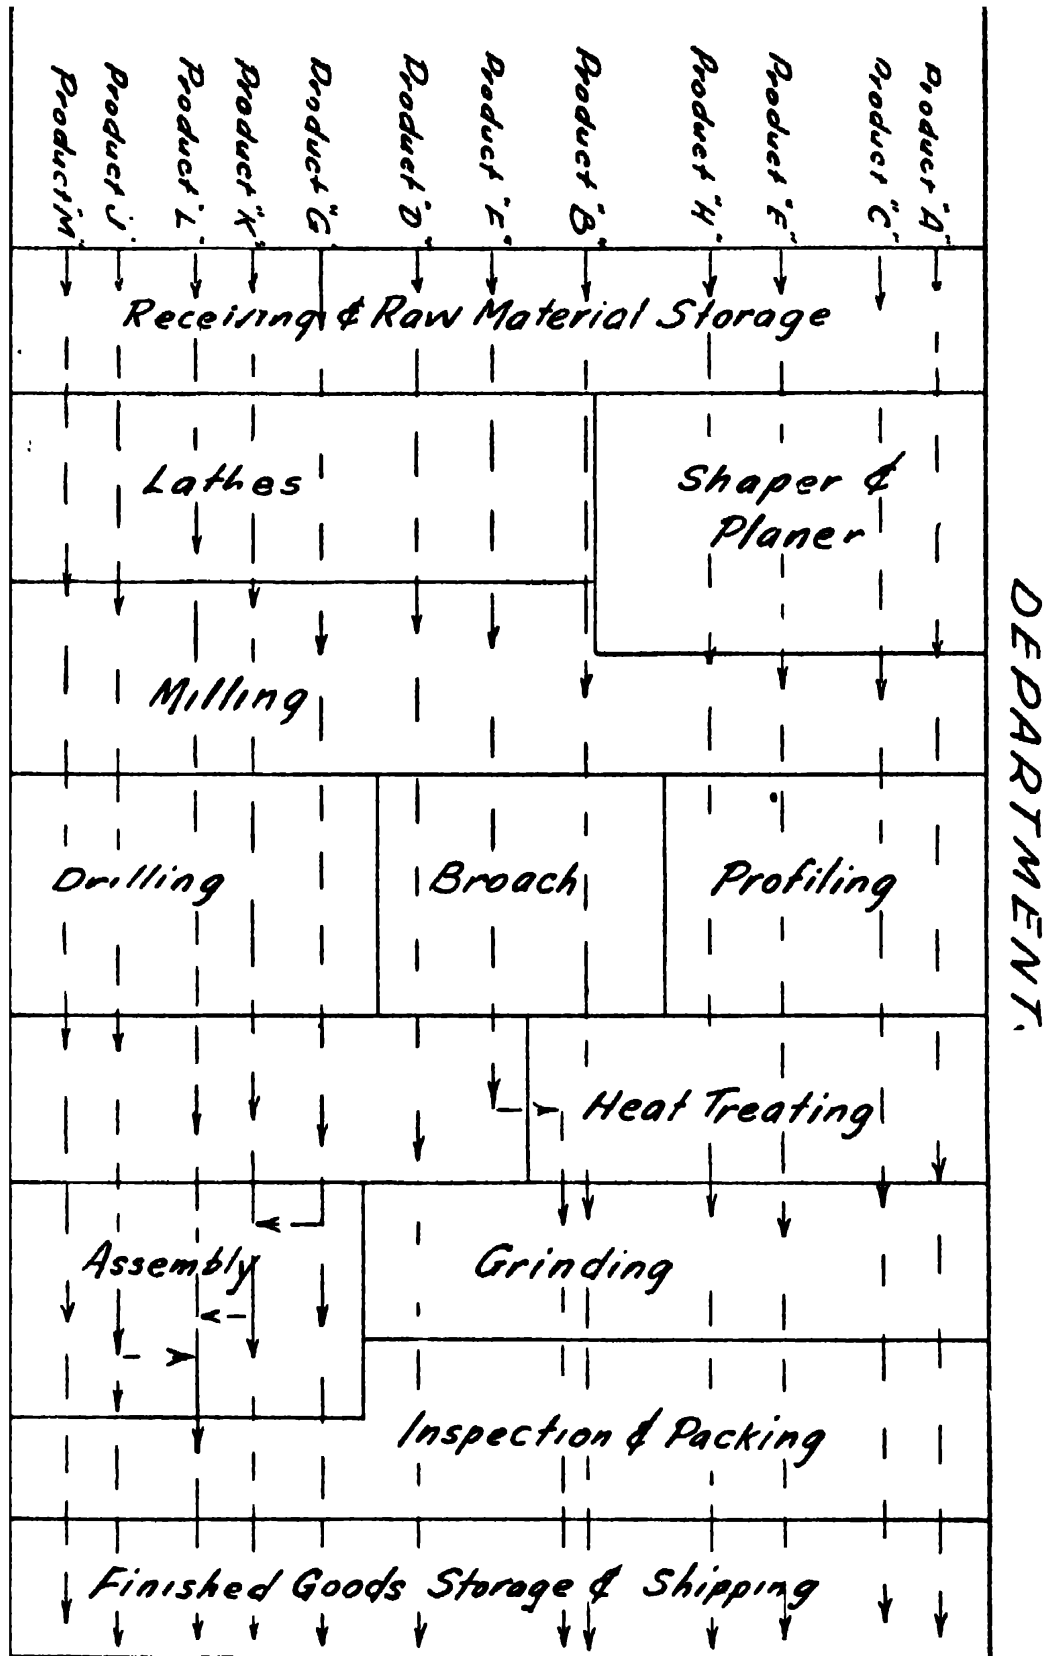 Product "M"
Product J
Product "L"
Product "K"
Product "G"
Product "D"
Product "F"
Product "B"
Product "H"
Product "E"
Product "C"
Product "A"
Receiving & Raw Material Storage
Lathes
Shaper &
Planer
Milling
Drilling
Broach
Profiling
Heat Treating
Assembly
Grinding
Inspection & Packing
Finished Goods Storage & Shipping
DEPARTMENT.